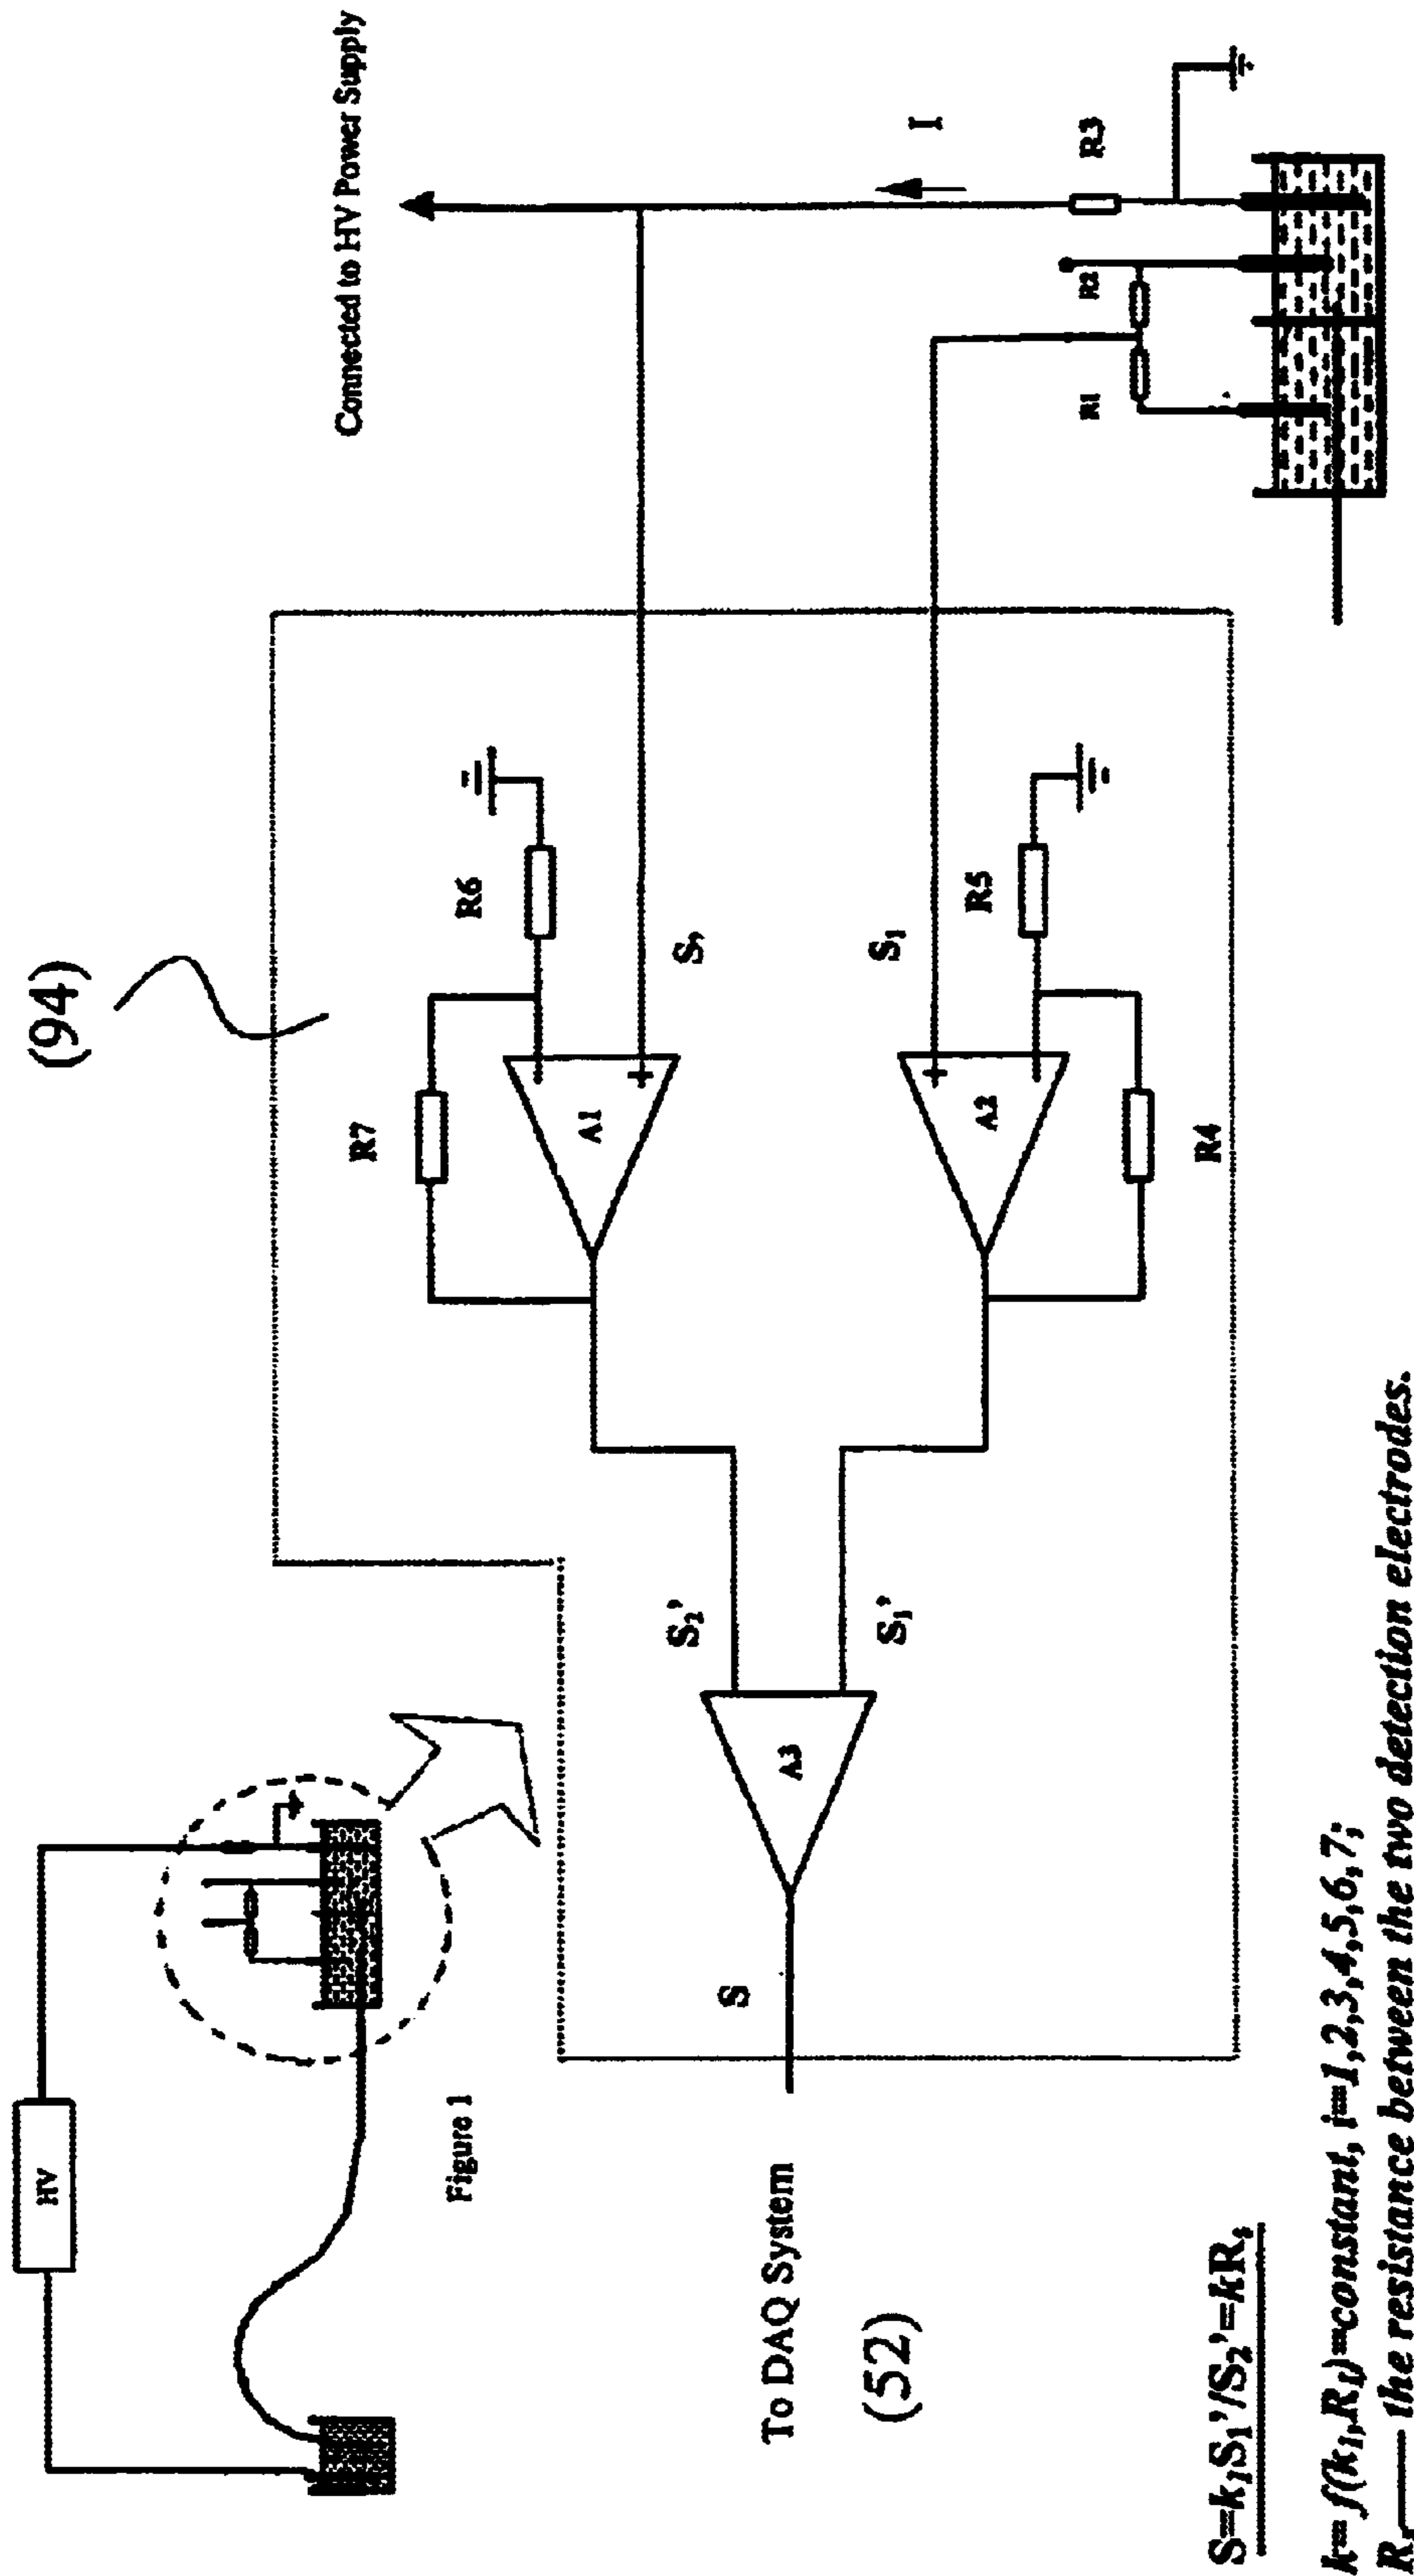 (94)
HV
Figure 1
Connected to HV Power Supply
I
R3
R2
R1
R7
R6
A1
S₂
S₁
A2
R5
R4
S₂'
S₁'
A3
S
To DAQ System
(52)
S=k₁S₁'/S₂'=kRₛ
k=f(k₁,Rᵢ)=constant, i=1,2,3,4,5,6,7;
the resistance between the two detection electrodes.